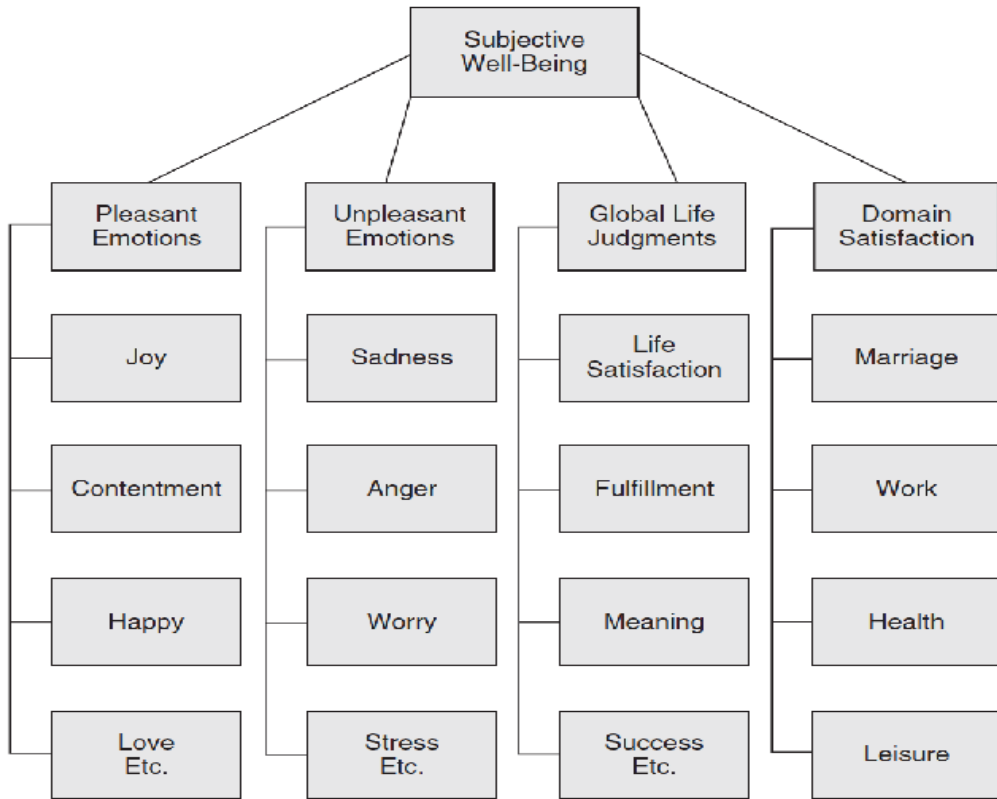 Subjective
Well-Being
Pleasant
Emotions
Unpleasant
Emotions
Global Life
Judgments
Domain
Satisfaction
Joy
Sadness
Life
Satisfaction
Marriage
Contentment
Anger
Fulfillment
Work
Happy
Worry
Meaning
Health
Love
Etc.
Stress
Etc.
Success
Etc.
Leisure